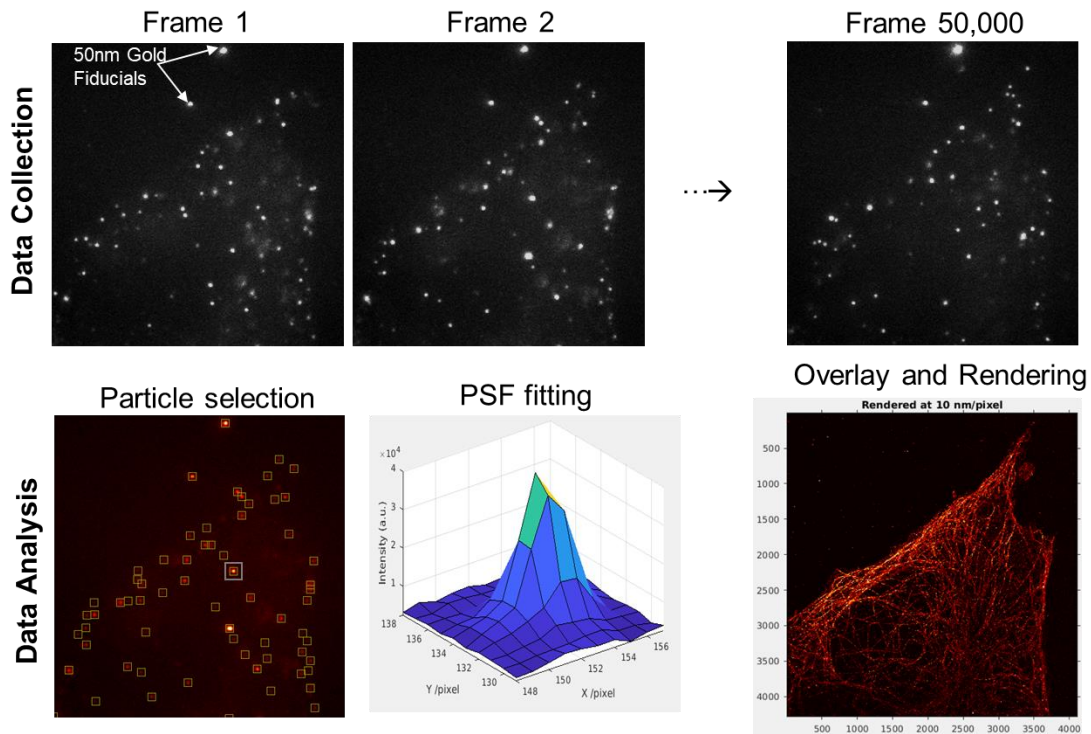 Frame 1
Frame 2
Frame 50,000
50nm Gold
Fiducials
Data Collection
...→
Particle selection
PSF fitting
Overlay and Rendering
Data Analysis
×10⁴
4
3
2
1
Intensity (a.u.)
138
136
134
132
130
Y /pixel
148
150
152
154
156
X /pixel
Rendered at 10 nm/pixel
500
1000
1500
2000
2500
3000
3500
4000
500 1000 1500 2000 2500 3000 3500 4000